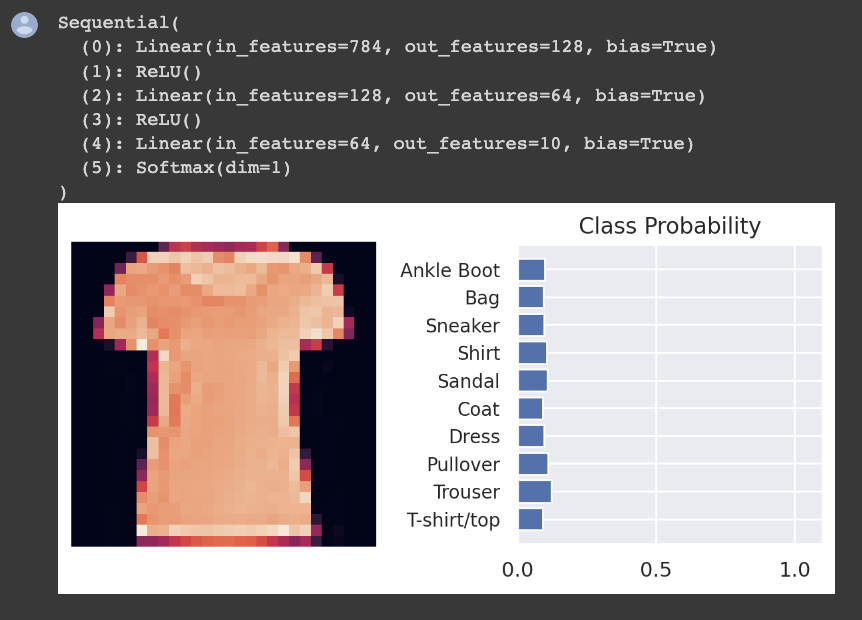 Sequential(
  (0): Linear(in_features=784, out_features=128, bias=True)
  (1): ReLU()
  (2): Linear(in_features=128, out_features=64, bias=True)
  (3): ReLU()
  (4): Linear(in_features=64, out_features=10, bias=True)
  (5): Softmax(dim=1)
)
Class Probability
Ankle Boot
Bag
Sneaker
Shirt
Sandal
Coat
Dress
Pullover
Trouser
T-shirt/top
0.0 0.5 1.0